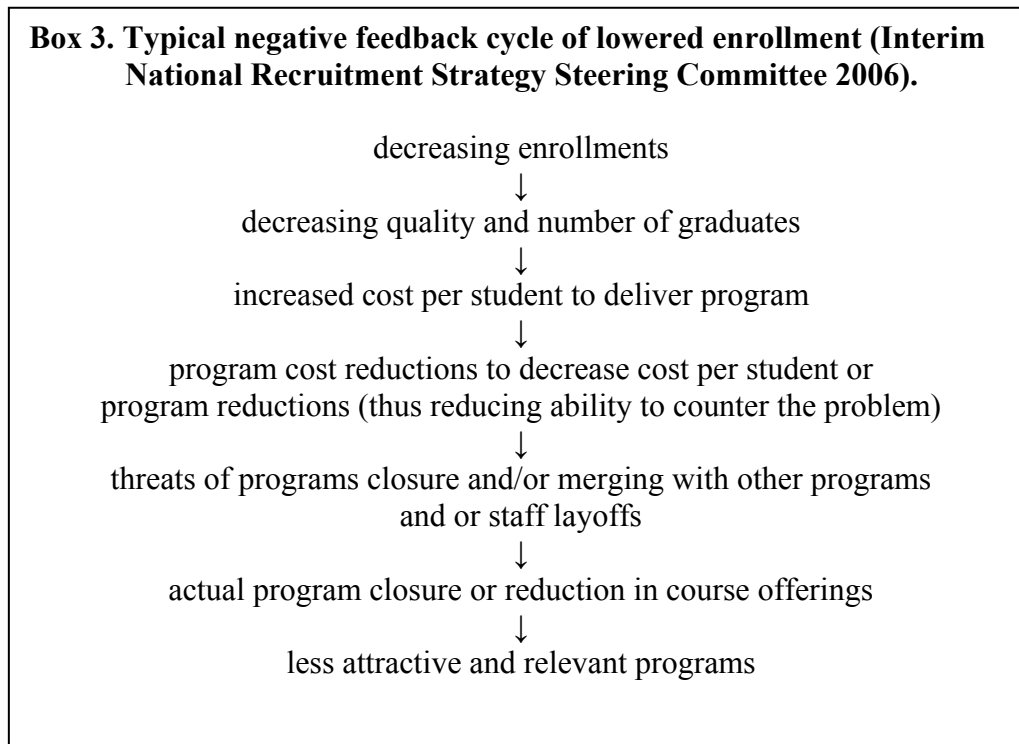 Box 3. Typical negative feedback cycle of lowered enrollment (Interim
National Recruitment Strategy Steering Committee 2006).
decreasing enrollments
↓
decreasing quality and number of graduates
↓
increased cost per student to deliver program
↓
program cost reductions to decrease cost per student or
program reductions (thus reducing ability to counter the problem)
↓
threats of programs closure and/or merging with other programs
and or staff layoffs
↓
actual program closure or reduction in course offerings
↓
less attractive and relevant programs